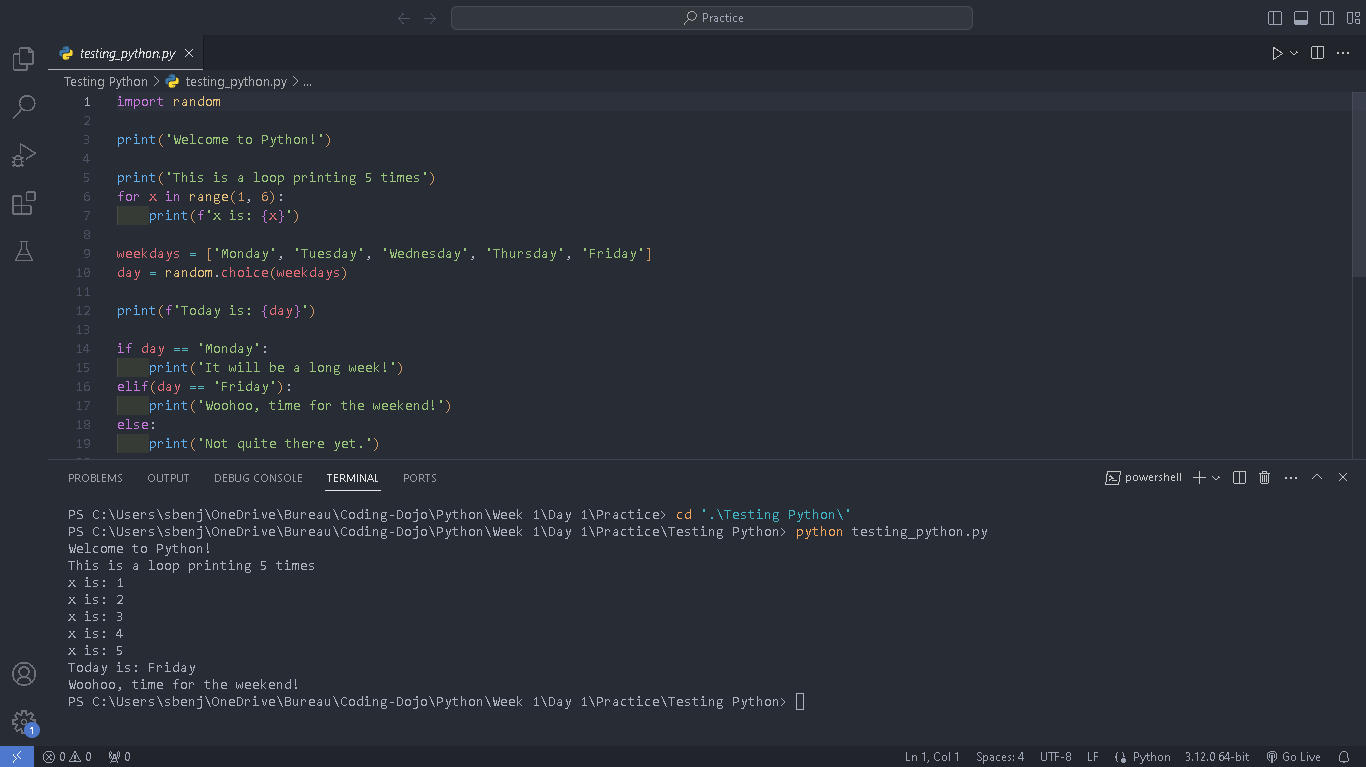 Practice
testing_python.py
Testing Python > testing_python.py > ...
1 import random
2
3 print('Welcome to Python!')
4
5 print('This is a loop printing 5 times')
6 for x in range(1, 6):
7     print(f'x is: {x}')
8
9 weekdays = ['Monday', 'Tuesday', 'Wednesday', 'Thursday', 'Friday']
10 day = random.choice(weekdays)
11
12 print(f'Today is: {day}')
13
14 if day == 'Monday':
15     print('It will be a long week!')
16 elif(day == 'Friday'):
17     print('Woohoo, time for the weekend!')
18 else:
19     print('Not quite there yet.')
PROBLEMS OUTPUT DEBUG CONSOLE TERMINAL PORTS powershell
PS C:\Users\sbenj\OneDrive\Bureau\Coding-Dojo\Python\Week 1\Day 1\Practice> cd '.\Testing Python\'
PS C:\Users\sbenj\OneDrive\Bureau\Coding-Dojo\Python\Week 1\Day 1\Practice\Testing Python> python testing_python.py
Welcome to Python!
This is a loop printing 5 times
x is: 1
x is: 2
x is: 3
x is: 4
x is: 5
Today is: Friday
Woohoo, time for the weekend!
PS C:\Users\sbenj\OneDrive\Bureau\Coding-Dojo\Python\Week 1\Day 1\Practice\Testing Python>
1
0 0 0 Ln 1, Col 1 Spaces: 4 UTF-8 LF Python 3.12.0 64-bit Go Live